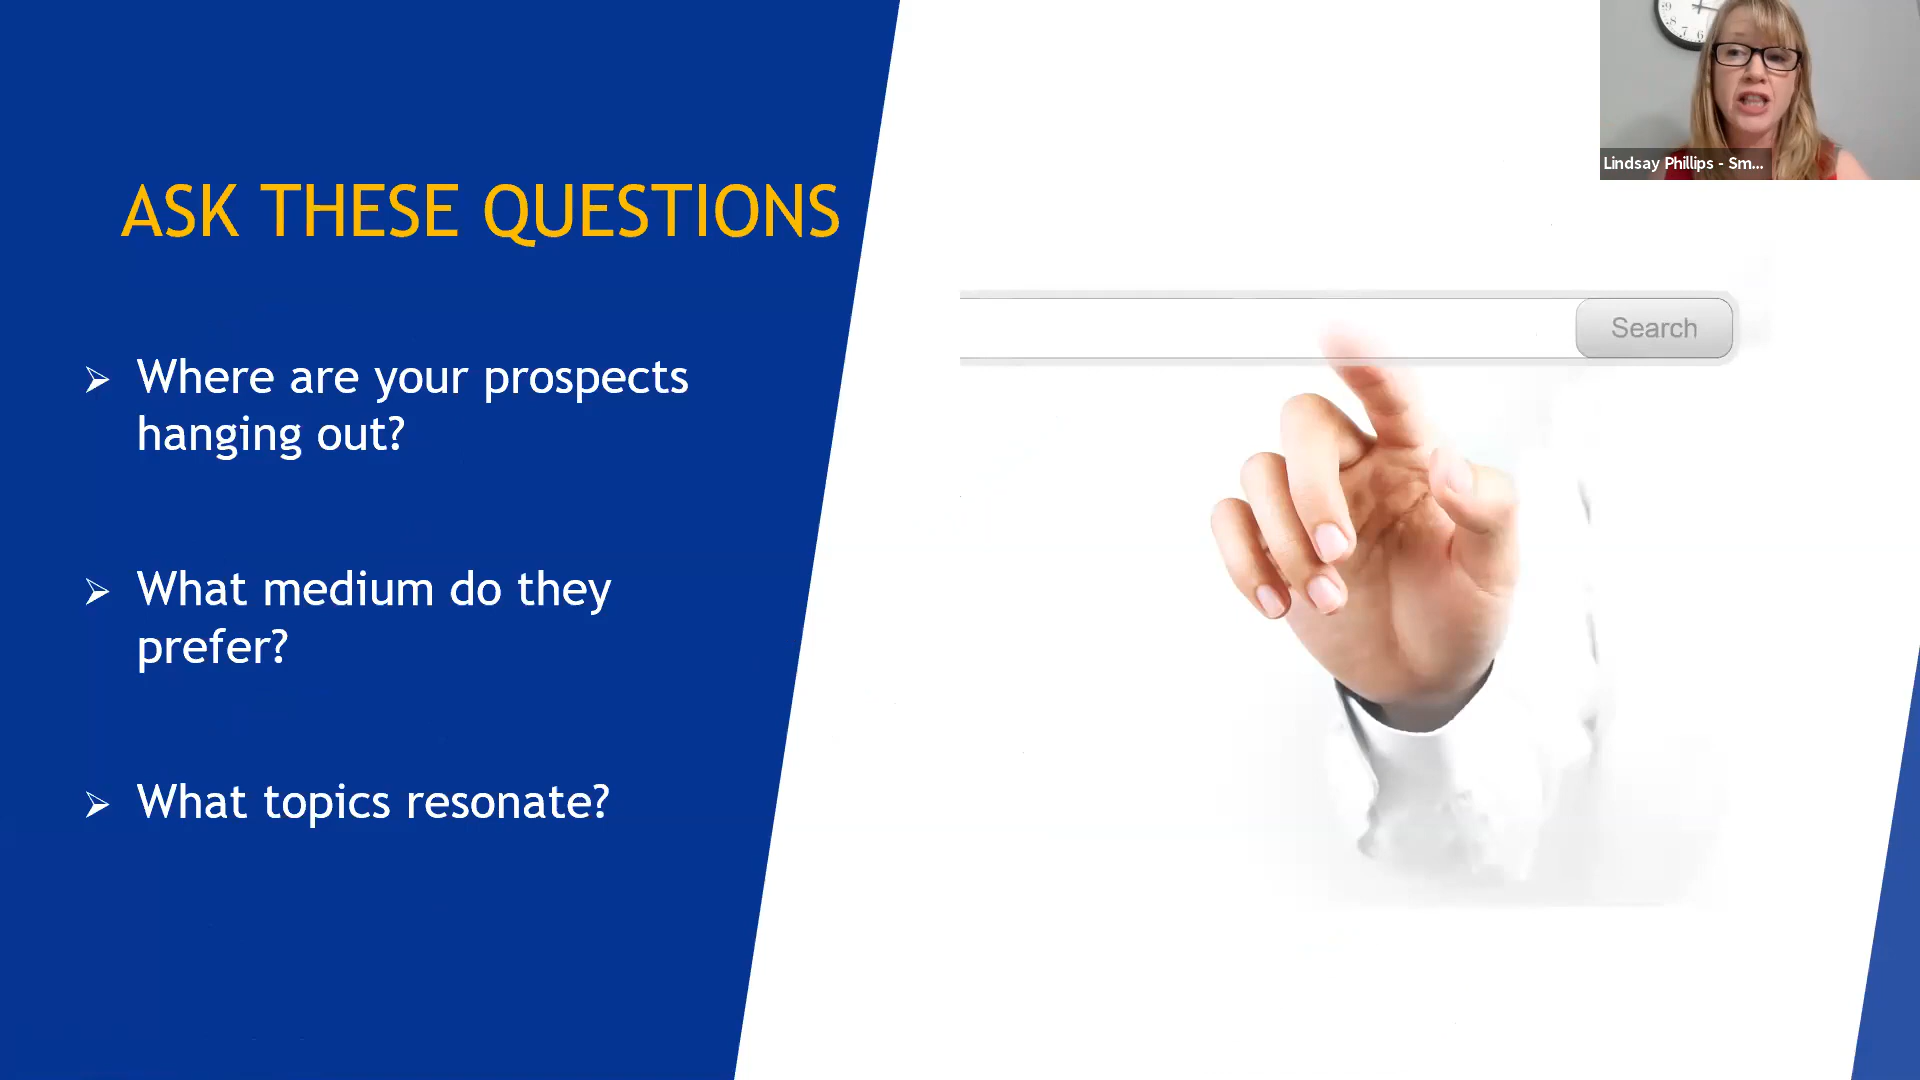 Lindsay Phillips - Sm...
ASK THESE QUESTIONS
Search
Where are your prospects
hanging out?
What medium do they
prefer?
What topics resonate?